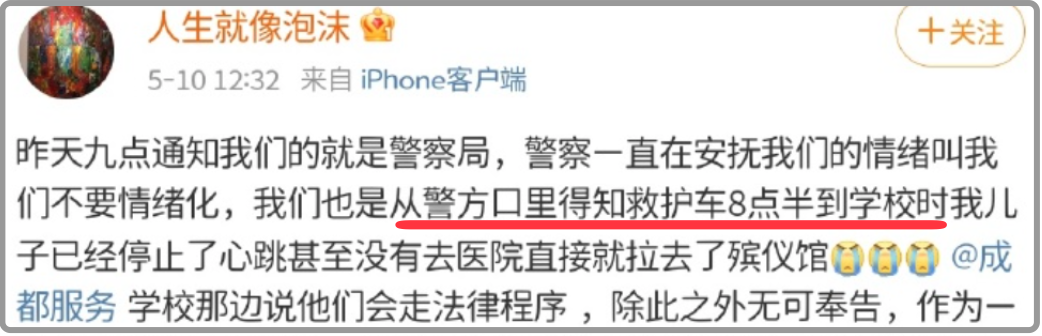 人生就像泡沫
+关注
5-10 12:32 来自 iPhone客户端
昨天九点通知我们的就是警察局，警察一直在安抚我们的情绪叫我
们不要情绪化，我们也是从警方口里得知救护车8点半到学校时我儿
子已经停止了心跳甚至没有去医院直接就拉去了殡仪馆😭😭😭 @成
都服务 学校那边说他们会走法律程序 ，除此之外无可奉告，作为一